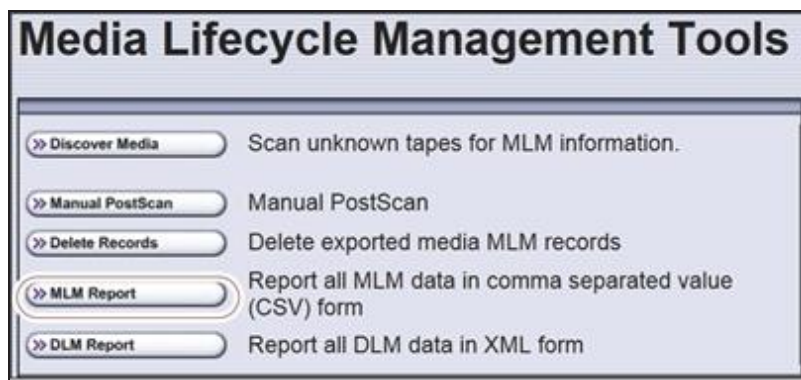 Media Lifecycle Management Tools
» Discover Media Scan unknown tapes for MLM information.
» Manual PostScan Manual PostScan
» Delete Records Delete exported media MLM records
» MLM Report Report all MLM data in comma separated value
(CSV) form
» DLM Report Report all DLM data in XML form